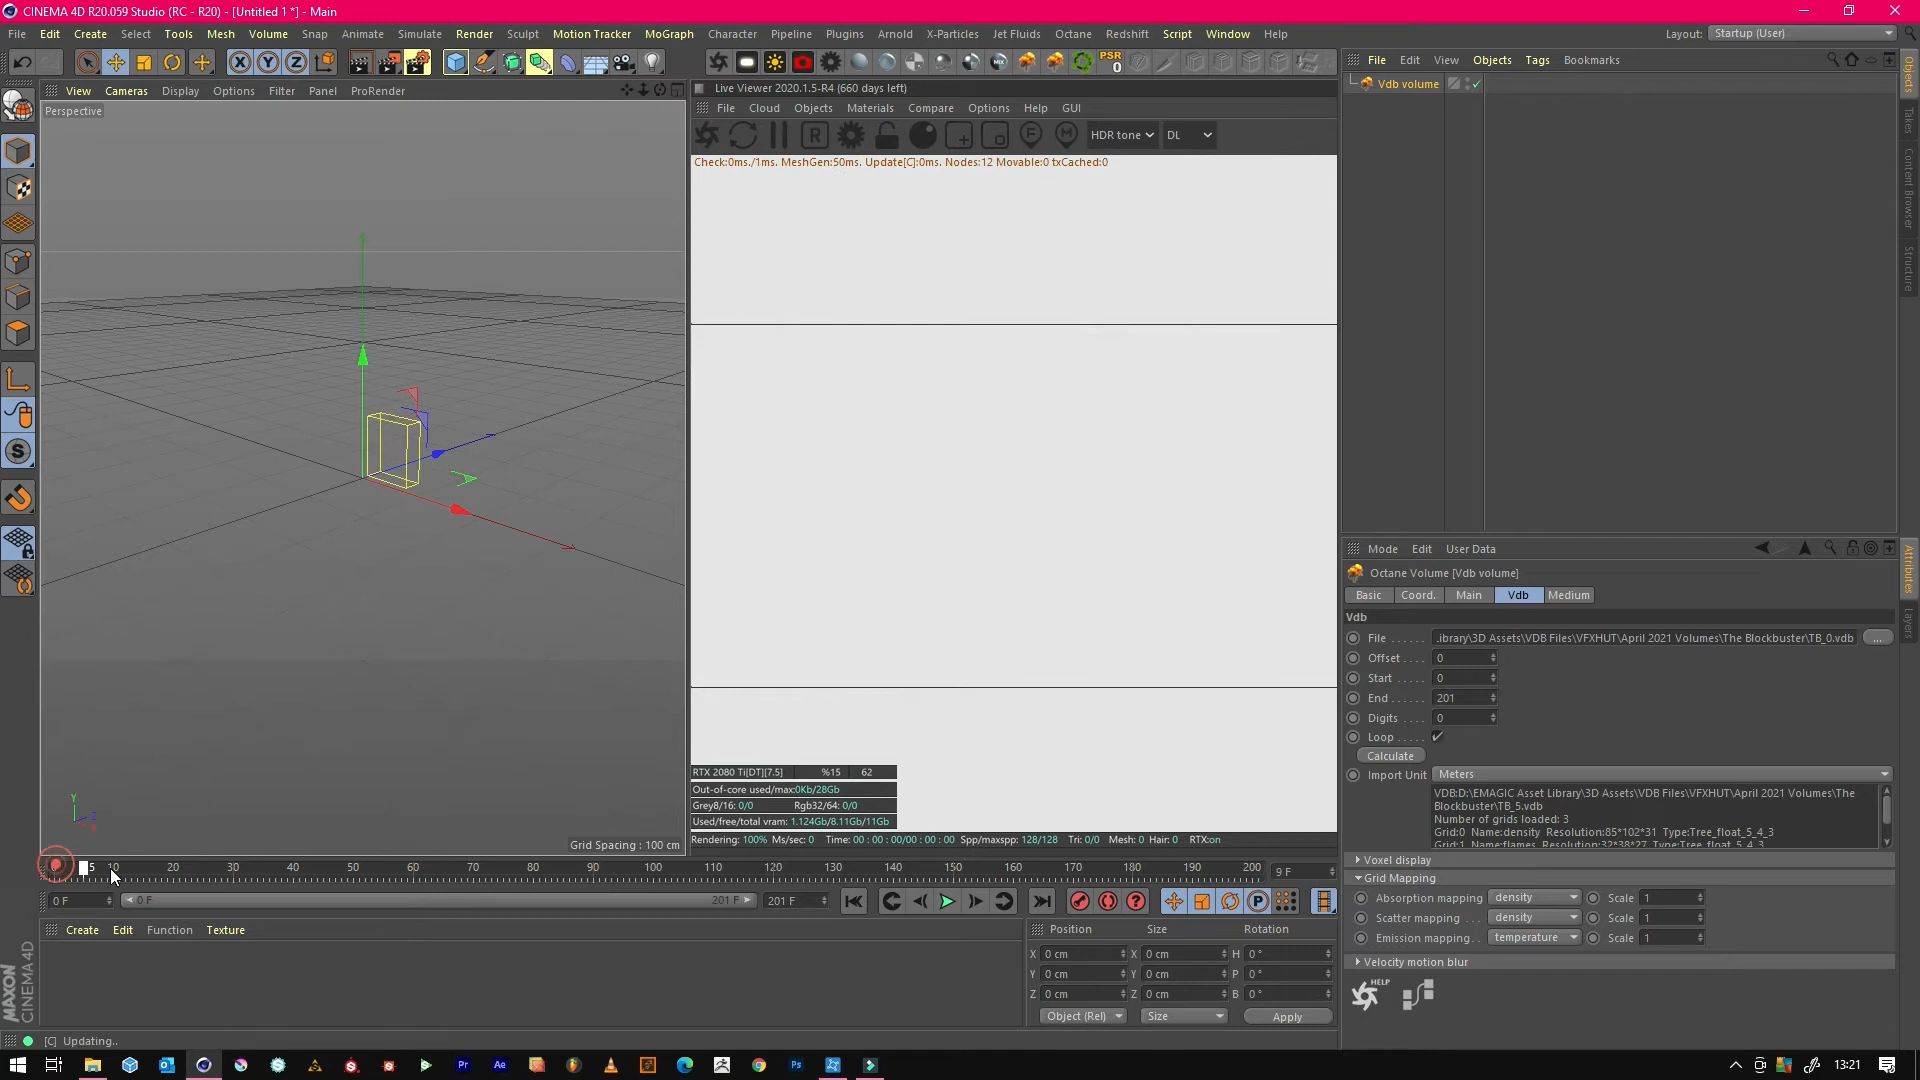 CINEMA 4D R20.059 Studio (RC - R20) - [Untitled 1 *] - Main
File Edit Create Select Tools Mesh Volume Snap Animate Simulate Render Sculpt Motion Tracker MoGraph Character Pipeline Plugins Arnold X-Particles Jet Fluids Octane Redshift Script Window Help
Layout: Startup (User)
X Y Z
PSR
0
File Edit View Objects Tags Bookmarks
View Cameras Display Options Filter Panel ProRender
Live Viewer 2020.1.5-R4 (660 days left)
Vdb volume
File Cloud Objects Materials Compare Options Help GUI
Perspective
R
F
M
HDR tone
DL
Check:0ms./1ms. MeshGen:50ms. Update[C]:0ms. Nodes:12 Movable:0 txCached:0
Objects
Takes
Content Browser
Structure
S
Mode Edit User Data
Octane Volume [Vdb volume]
Basic Coord. Main Vdb Medium
Vdb
File . . . . . . .ibrary\3D Assets\VDB Files\VFXHUT\April 2021 Volumes\The Blockbuster\TB_0.vdb ...
Offset . . . . 0
Start . . . . . 0
End . . . . . . 201
Digits . . . . 0
Loop . . . . .
Calculate
Import Unit Meters
VDB:D:\EMAGIC Asset Library\3D Assets\VDB Files\VFXHUT\April 2021 Volumes\The
Blockbuster\TB_5.vdb
Number of grids loaded: 3
Grid:0 Name:density Resolution:85*102*31 Type:Tree_float_5_4_3
Grid:1 Name:flames Resolution:32*38*27 Type:Tree_float_5_4_3
Voxel display
Grid Mapping
Absorption mapping density Scale 1
Scatter mapping . . . density Scale 1
Emission mapping. . temperature Scale 1
Velocity motion blur
HELP
Attributes
Layers
RTX 2080 Ti[DT][7.5] %15 62
Out-of-core used/max:0Kb/28Gb
Grey8/16: 0/0 Rgb32/64: 0/0
Used/free/total vram: 1.124Gb/8.11Gb/11Gb
Rendering: 100% Ms/sec: 0 Time: 00 : 00 : 00/00 : 00 : 00 Spp/maxspp: 128/128 Tri: 0/0 Mesh: 0 Hair: 0 RTX:on
Y
Grid Spacing : 100 cm
5 10 20 30 40 50 60 70 80 90 100 110 120 130 140 150 160 170 180 190 200 9 F
0 F 0 F 201 F 201 F
P
Create Edit Function Texture
Position Size Rotation
X 0 cm X 0 cm H 0 °
Y 0 cm Y 0 cm P 0 °
Z 0 cm Z 0 cm B 0 °
Object (Rel) Size Apply
MAXON
CINEMA 4D
[C] Updating..
Pr Ae Ps
13:21